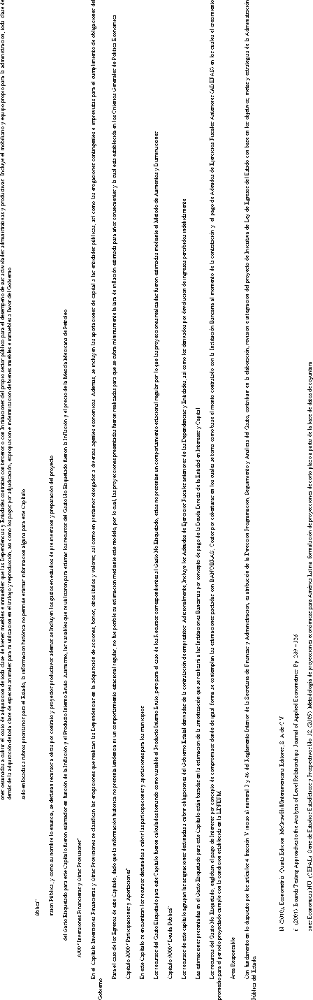 ones destinadas a cubrir el costo de adquisición de toda clase de bienes muebles e inmuebles que las Dependencias y Entidades contratan con terceros o con Instituciones del propio sector público para el desempeño de sus actividades administrativas y productivas. Incluye el mobiliario y equipo propio para la administración, toda clase de
demás de la adquisición de toda clase de especies animales para su utilización en el trabajo y reproducción, así como los pagos por adjudicación, expropiación e indemnización de bienes muebles e inmuebles a favor del Gobierno
sido enfocadas a rubros prioritarios para el Estado, la información histórica no permite estimar información alguna para este Capítulo
ública"
rsión Pública, y como su nombre lo enuncia, se destinan recursos a obras por contrato y proyectos productivos además se incluyen los gastos en estudios de pre inversión y preparación del proyecto
del Gasto Etiquetado para este Capítulo fueron estimados en función de la Inflación y el Producto Interno Bruto. Asimismo, las variables que se utilizaron para estimar los recursos del Gasto No Etiquetado fueron la Inflación y el precio de la Mezcla Mexicana de Petróleo
7000 "Inversiones Financieras y Otras Provisiones"
En el Capítulo Inversiones Financieras y Otras Provisiones se clasifican las erogaciones que realizan las Dependencias en la adquisición de acciones, bonos, otros títulos y valores, así como en préstamos otorgados a diversos agentes económicos. Además, se incluyen las aportaciones de capital a las entidades públicas, así como las erogaciones contingentes e imprevistas para el cumplimiento de obligaciones del
Gobierno
Para el caso de los Egresos de este Capítulo, dado que la información histórica no presenta tendencia ni un comportamiento estacional regular, no fue posible su estimación mediante este modelo, por lo cual, las proyecciones presentadas fueron realizadas para que se cubra mínimamente la tasa de inflación estimada para años consecuentes y la cual está establecida en los Criterios Generales de Política Económica
Capítulo 8000 "Participaciones y Aportaciones"
En este Capítulo se encuentran los recursos destinados a cubrir las participaciones y aportaciones para los municipios
Los recursos del Gasto Etiquetado para este Capítulo fueron calculados tomando como variable el Producto Interno Bruto, pero para el caso de los Recursos correspondientes al Gasto No Etiquetado, estos no presentan un comportamiento estacional regular por lo que las proyecciones realizadas fueron estimadas mediante el Método de Aumentos y Disminuciones
Capítulo 9000 "Deuda Pública"
Los recursos de este capítulo agrupan las asignaciones destinadas a cubrir obligaciones del Gobierno Estatal derivadas de la contratación de empréstitos. Adicionalmente, Incluye los Adeudos de Ejercicios Fiscales anteriores de las Dependencias y Entidades, así como los derivados por devolución de ingresos percibidos indebidamente
Las estimaciones presentadas en el Gasto Etiquetado para este Capítulo están basadas en la estimación de la amortización que se realizará a las Instituciones Bancarias por concepto de pago de la Deuda Directa de la Entidad en Intereses y Capital
Los recursos del Gasto No Etiquetado, engloban el pago de Intereses por concepto de compromisos donde de igual forma se contemplan las estimaciones pactadas con BANOBRAS, Costos por coberturas en los cuales se toma como base el monto contratado con la Institución Bancaria al momento de la contratación y el pago de Adeudos de Ejercicios Fiscales Anteriores (ADEFAS) en los cuales el crecimiento
promedio para el periodo proyectado cumple con la condición establecida en la LDFEFM
Área Responsable
Con fundamento en lo dispuesto por los artículos 4 fracción V inciso a) numeral 3 y 46 del Reglamento Interior de la Secretaría de Finanzas y Administración, es atribución de la Dirección Programación, Seguimiento y Análisis del Gasto, contribuir en la elaboración, revisión e integración del proyecto de Iniciativa de Ley de Egresos del Estado con base en los objetivos, metas y estrategias de la Administración
Pública del Estado.
N. (2010), Econometría. Quinta Edición. McGrawHill/Interamericana Editores, S. A. de C.V.
(2001). Bounds Testing Approaches to the Analysis of Level Relationships. Journal of Applied Econometrics. Pp. 289 – 326
ones Económicas NU. (CEPAL). Serie de Estudios Estadísticos y Prospectivos No. 32, (2005). Metodología de proyecciones económicas para América Latina: formulación de proyecciones de corto plazo a partir de la base de datos de coyuntura